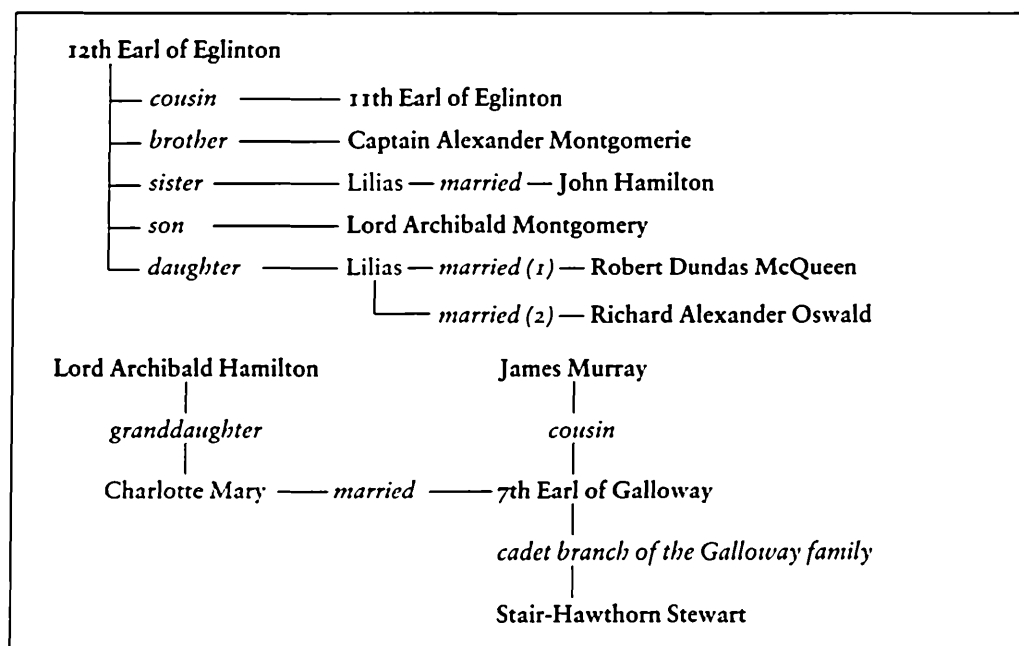 12th Earl of Eglinton
cousin 11th Earl of Eglinton
brother Captain Alexander Montgomerie
sister Lilias married John Hamilton
son Lord Archibald Montgomery
daughter Lilias married (1) Robert Dundas McQueen
married (2) Richard Alexander Oswald
Lord Archibald Hamilton James Murray
granddaughter cousin
Charlotte Mary married 7th Earl of Galloway
cadet branch of the Galloway family
Stair-Hawthorn Stewart